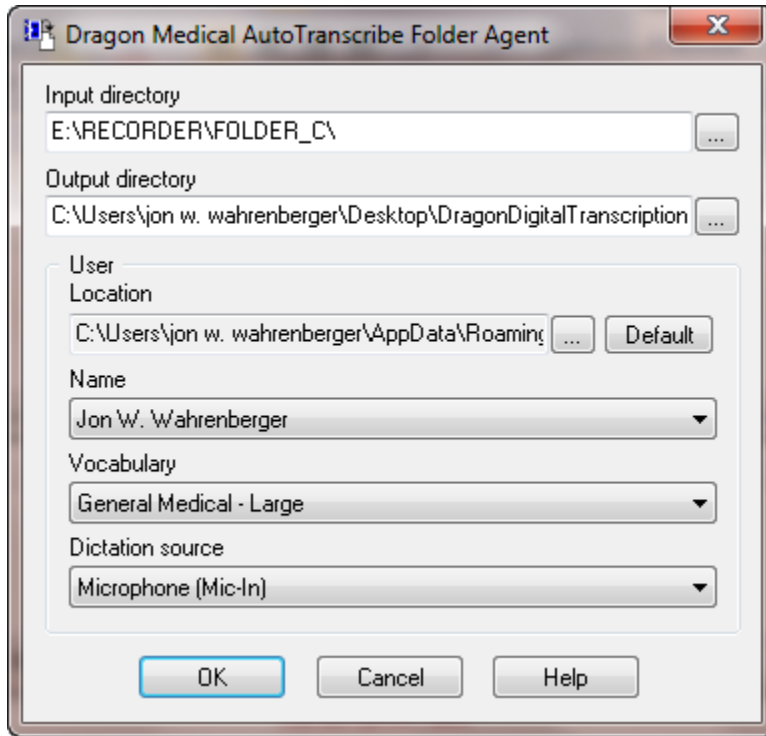 Dragon Medical AutoTranscribe Folder Agent
Input directory
E:\RECORDER\FOLDER_C\
...
Output directory
C:\Users\jon w. wahrenberger\Desktop\DragonDigitalTranscription
...
User
Location
C:\Users\jon w. wahrenberger\AppData\Roaming
... Default
Name
Jon W. Wahrenberger
Vocabulary
General Medical - Large
Dictation source
Microphone (Mic-In)
OK Cancel Help